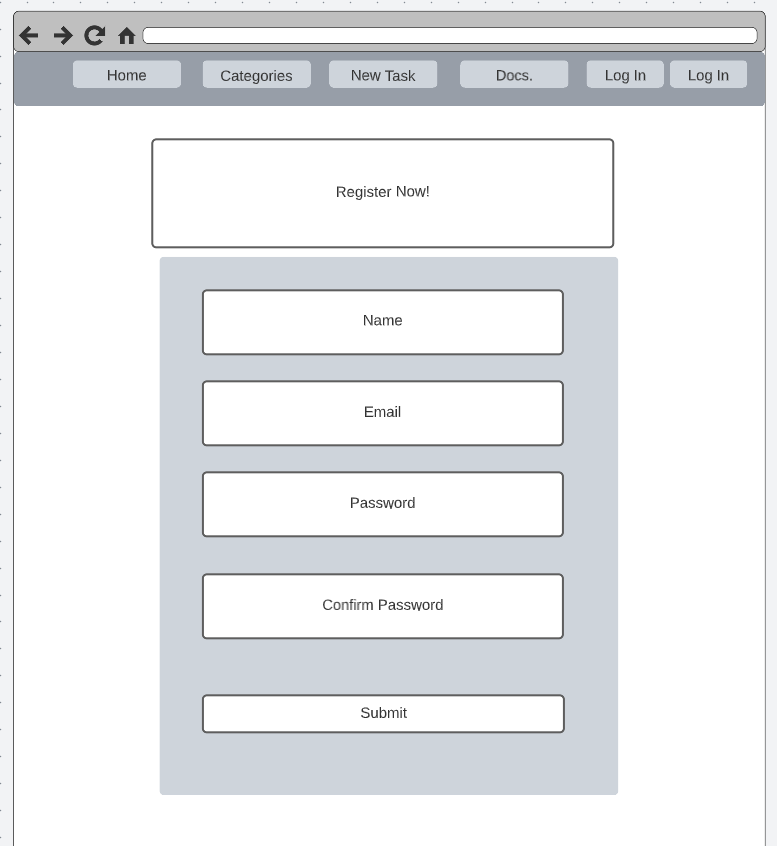 Home Categories New Task Docs. Log In Log In
Register Now!
Name
Email
Password
Confirm Password
Submit